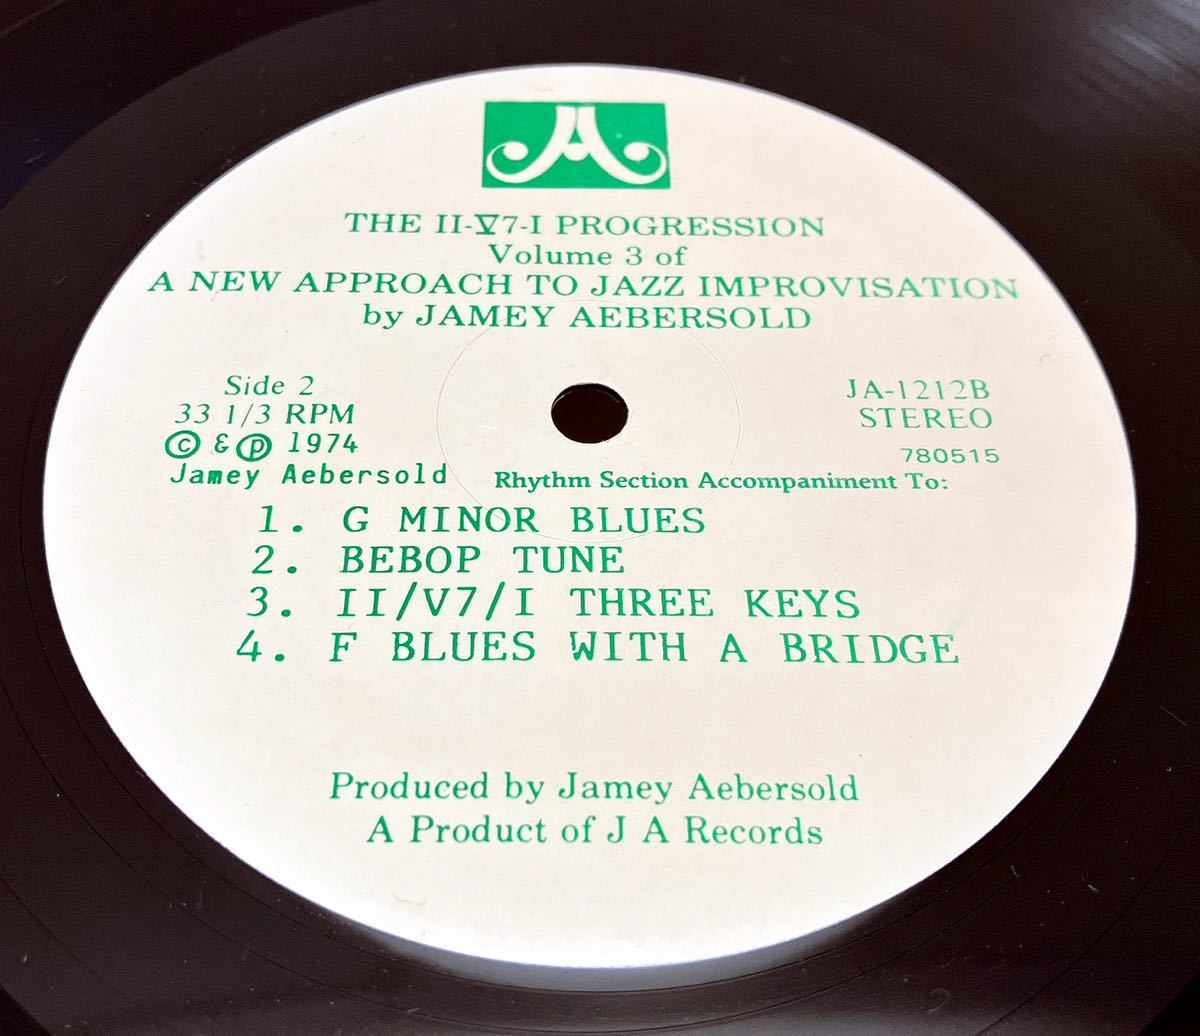 JA
THE II-V7-I PROGRESSION
Volume 3 of
A NEW APPROACH TO JAZZ IMPROVISATION
by JAMEY AEBERSOLD
Side 2
33 1/3 RPM
© & ℗ 1974
Jamey Aebersold
JA-1212B
STEREO
780515
Rhythm Section Accompaniment To:
1. G MINOR BLUES
2. BEBOP TUNE
3. II/V7/I THREE KEYS
4. F BLUES WITH A BRIDGE
Produced by Jamey Aebersold
A Product of J A Records